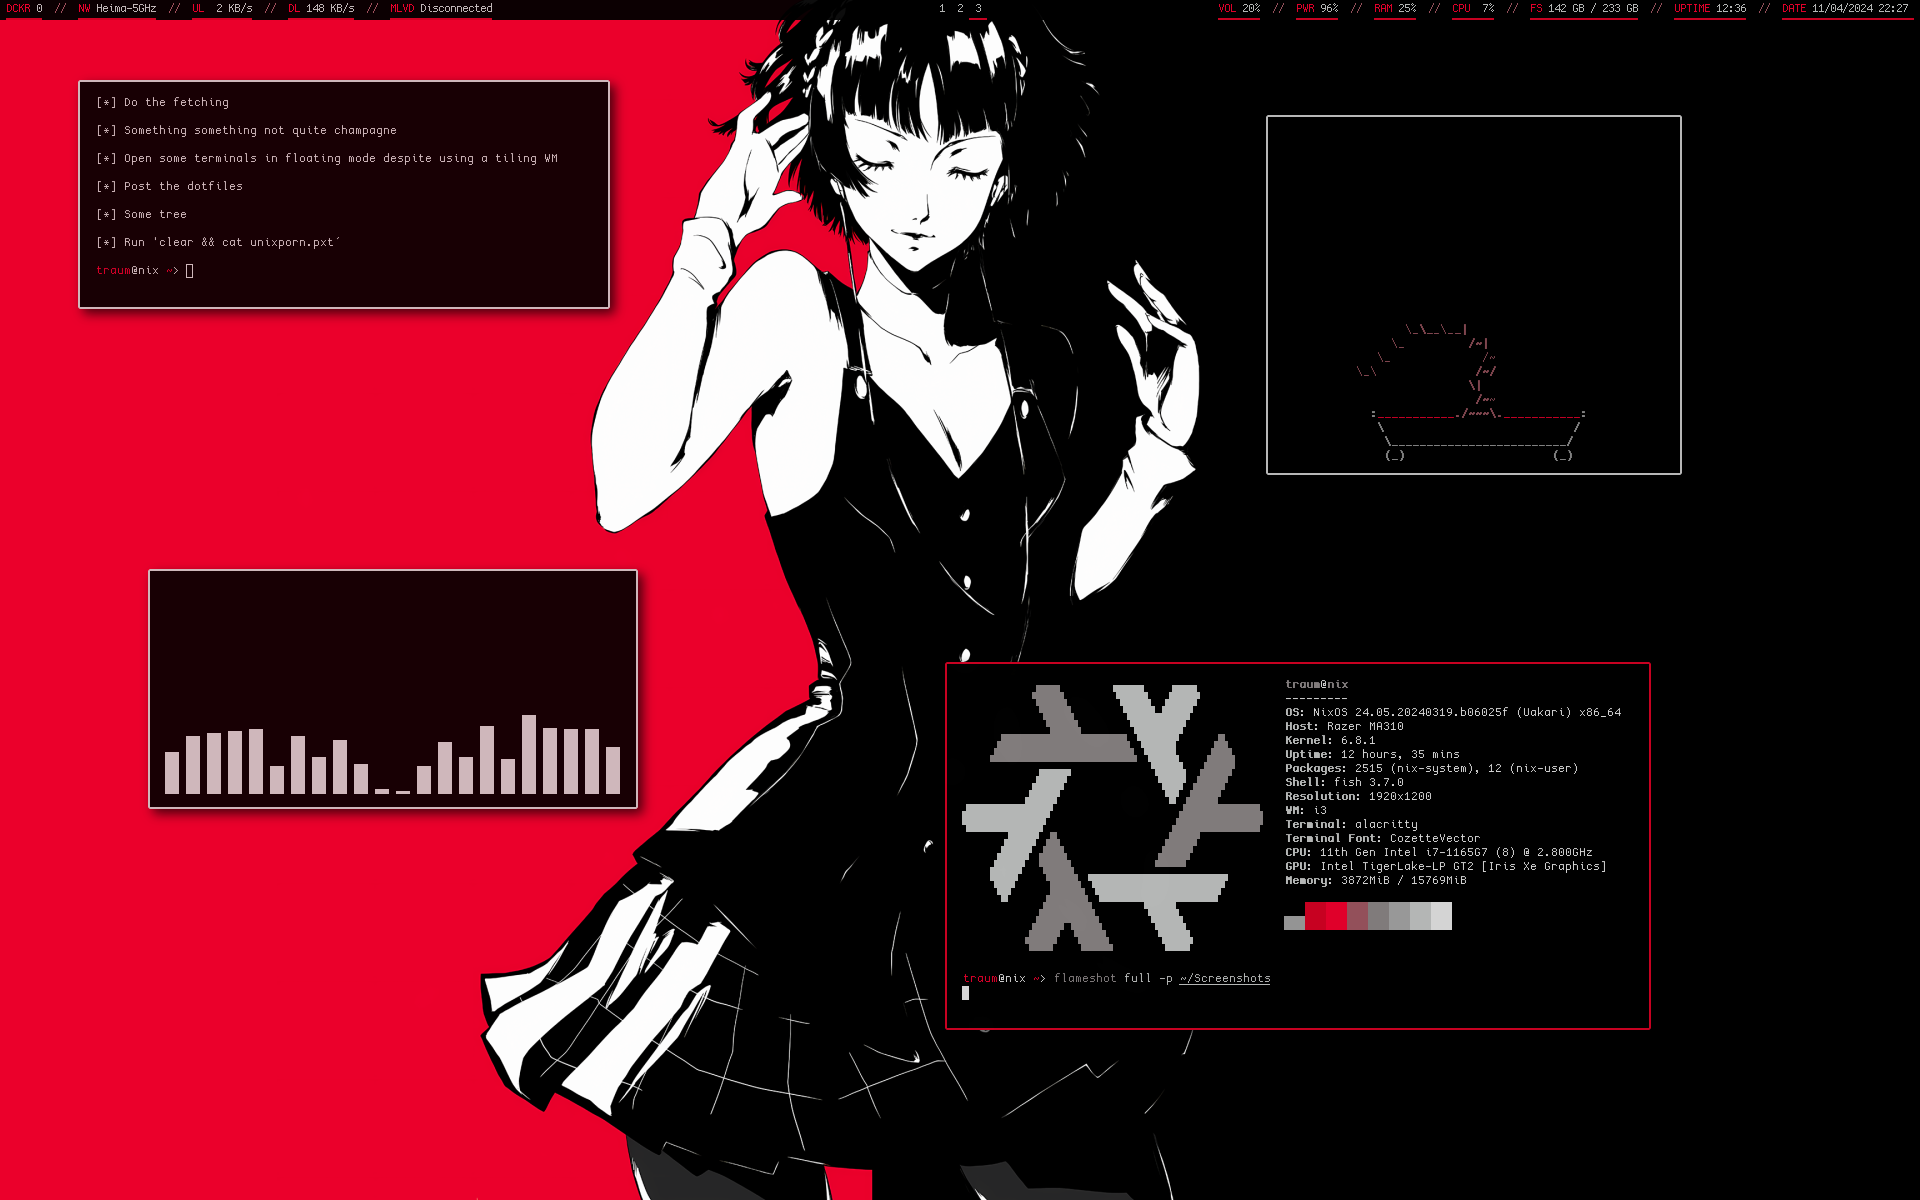 DCKR 0 // NW Heima-5GHz // UL 2 KB/s // DL 148 KB/s // MLVD Disconnected
1 2 3
VOL 20% // PWR 96% // RAM 25% // CPU 7% // FS 142 GB / 233 GB // UPTIME 12:36 // DATE 11/04/2024 22:27
[*] Do the fetching
[*] Something something not quite champagne
[*] Open some terminals in floating mode despite using a tiling WM
[*] Post the dotfiles
[*] Some tree
[*] Run `clear && cat unixporn.pxt´
traum@nix ~>
\_\__\__|
\_ /~|
\_ /~
\_\ /~/
\|
/~~
:___________./~~~\.___________:
\ /
\_________________________/
(_) (_)
traum@nix
---------
OS: NixOS 24.05.20240319.b06025f (Uakari) x86_64
Host: Razer MA310
Kernel: 6.8.1
Uptime: 12 hours, 35 mins
Packages: 2515 (nix-system), 12 (nix-user)
Shell: fish 3.7.0
Resolution: 1920x1200
WM: i3
Terminal: alacritty
Terminal Font: CozetteVector
CPU: 11th Gen Intel i7-1165G7 (8) @ 2.800GHz
GPU: Intel TigerLake-LP GT2 [Iris Xe Graphics]
Memory: 3872MiB / 15769MiB
traum@nix ~> flameshot full -p ~/Screenshots